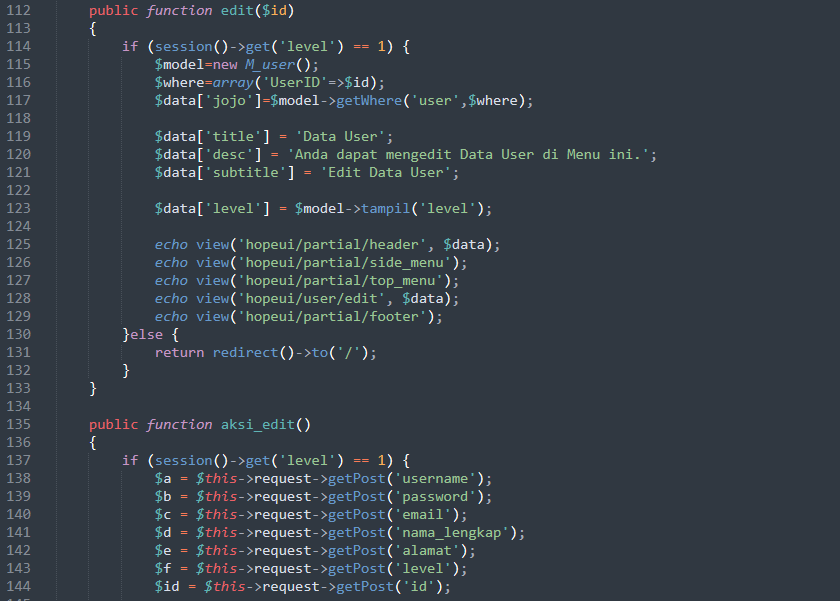 112 public function edit($id)
113 {
114 if (session()->get('level') == 1) {
115 $model=new M_user();
116 $where=array('UserID'=>$id);
117 $data['jojo']=$model->getWhere('user',$where);
118
119 $data['title'] = 'Data User';
120 $data['desc'] = 'Anda dapat mengedit Data User di Menu ini.';
121 $data['subtitle'] = 'Edit Data User';
122
123 $data['level'] = $model->tampil('level');
124
125 echo view('hopeui/partial/header', $data);
126 echo view('hopeui/partial/side_menu');
127 echo view('hopeui/partial/top_menu');
128 echo view('hopeui/user/edit', $data);
129 echo view('hopeui/partial/footer');
130 }else {
131 return redirect()->to('/');
132 }
133 }
134
135 public function aksi_edit()
136 {
137 if (session()->get('level') == 1) {
138 $a = $this->request->getPost('username');
139 $b = $this->request->getPost('password');
140 $c = $this->request->getPost('email');
141 $d = $this->request->getPost('nama_lengkap');
142 $e = $this->request->getPost('alamat');
143 $f = $this->request->getPost('level');
144 $id = $this->request->getPost('id');